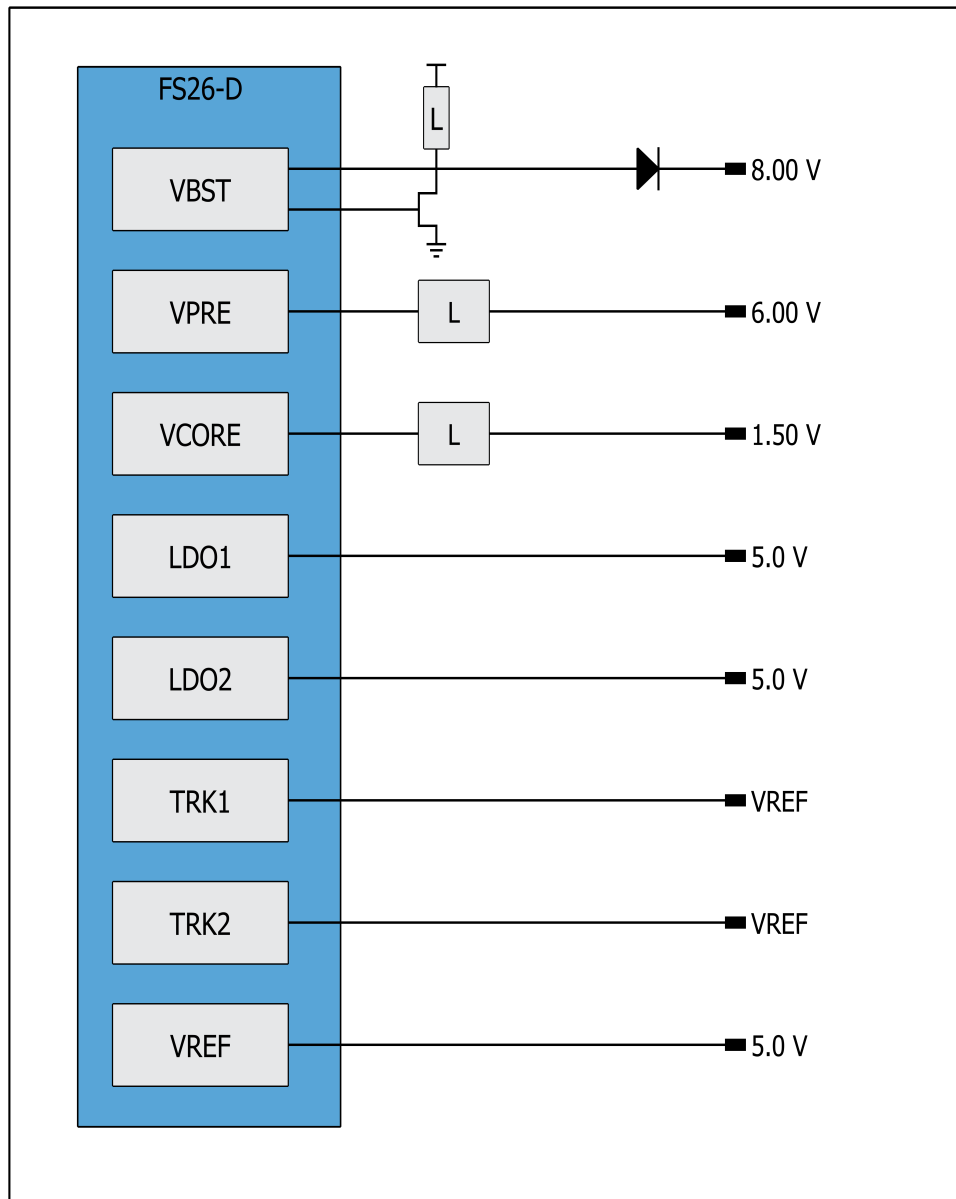 FS26-D
L
VBST
8.00 V
VPRE
L
6.00 V
VCORE
L
1.50 V
LDO1
5.0 V
LDO2
5.0 V
TRK1
VREF
TRK2
VREF
VREF
5.0 V